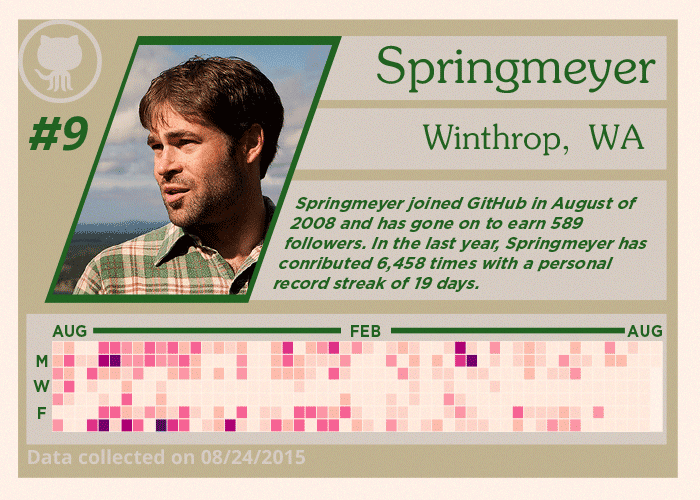 Springmeyer
#9
Winthrop, WA
Springmeyer joined GitHub in August of
2008 and has gone on to earn 589
followers. In the last year, Springmeyer has
conributed 6,458 times with a personal
record streak of 19 days.
AUG FEB AUG
M
W
F
Data collected on 08/24/2015